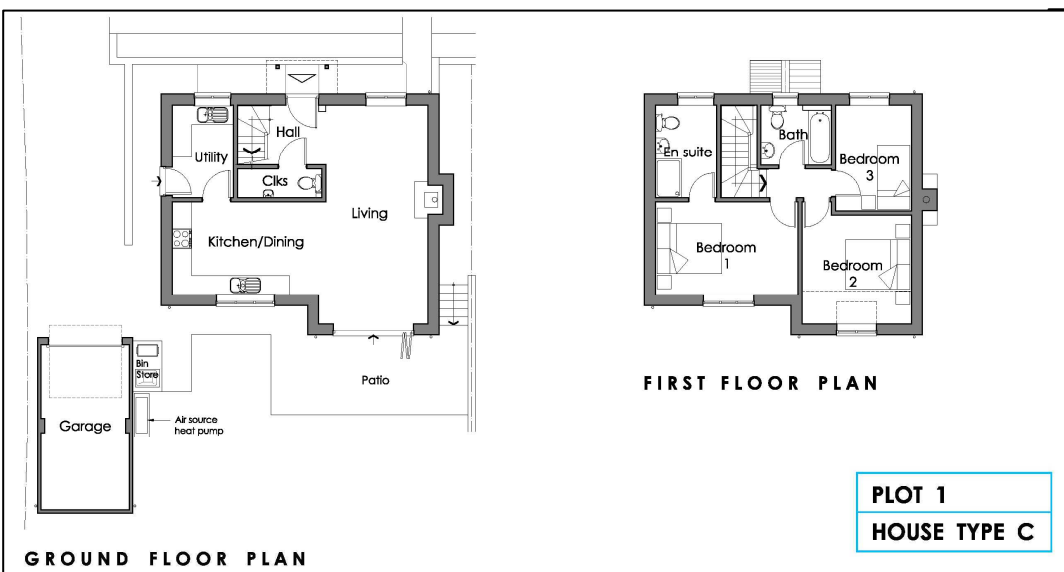 Hall
Utility
Clks
Living
Kitchen/Dining
Bin
Store
Patio
Garage
Air source
heat pump
GROUND FLOOR PLAN
En suite
Bath
Bedroom
3
Bedroom
1
Bedroom
2
FIRST FLOOR PLAN
PLOT 1
HOUSE TYPE C